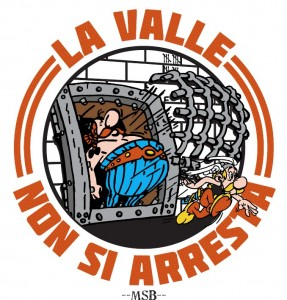 LA VALLE
NON SI ARRESTA
--MSB--